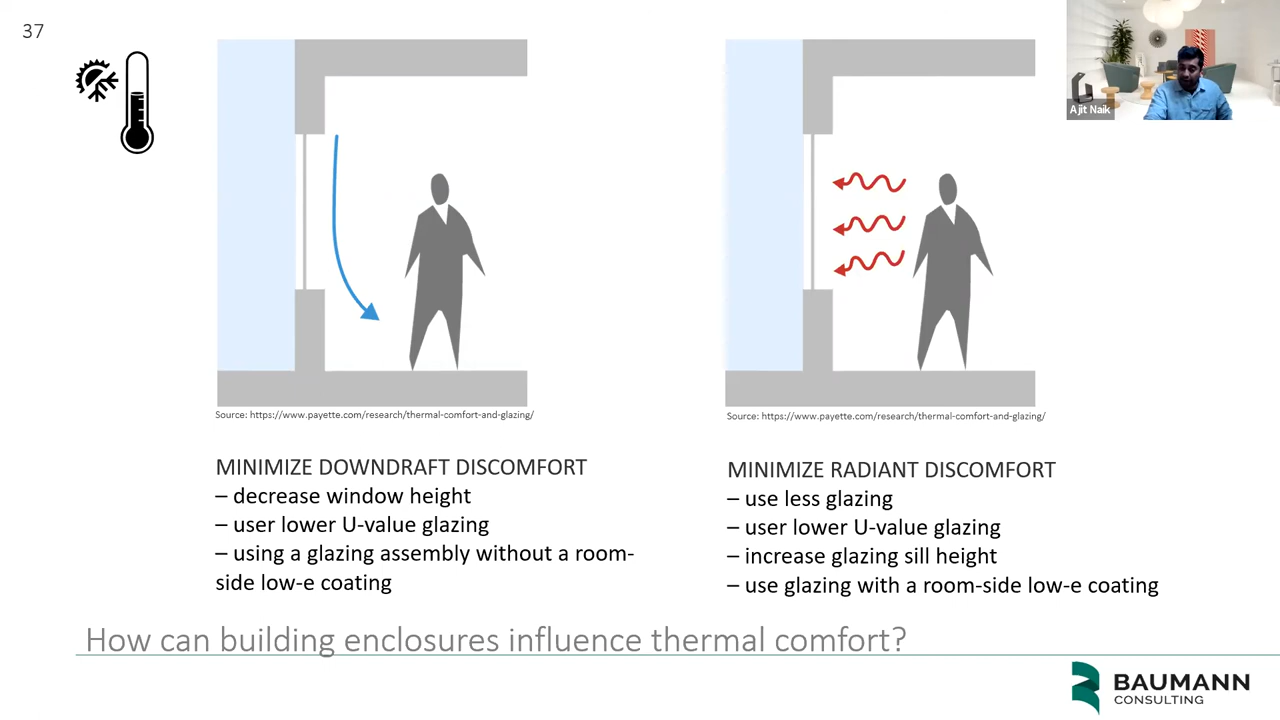 37
Ajit Naik
Source: https://www.payette.com/research/thermal-comfort-and-glazing/
MINIMIZE DOWNDRAFT DISCOMFORT
– decrease window height
– user lower U-value glazing
– using a glazing assembly without a room-
side low-e coating
Source: https://www.payette.com/research/thermal-comfort-and-glazing/
MINIMIZE RADIANT DISCOMFORT
– use less glazing
– user lower U-value glazing
– increase glazing sill height
– use glazing with a room-side low-e coating
How can building enclosures influence thermal comfort?
BAUMANN
CONSULTING